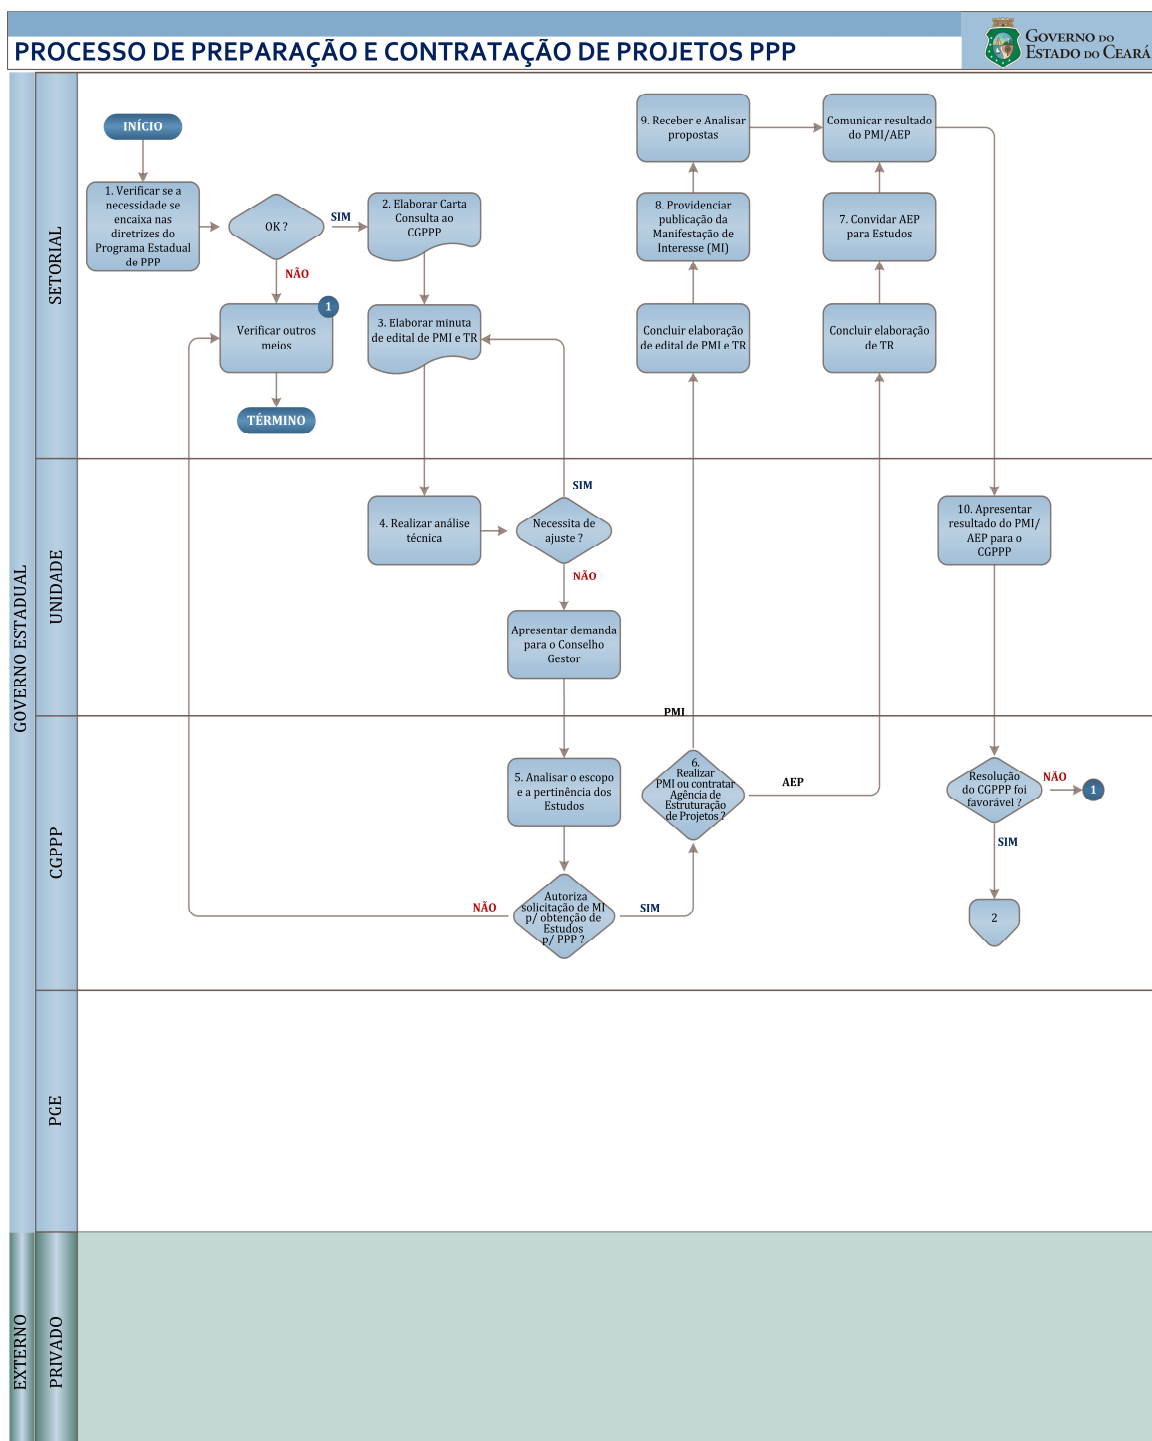 PROCESSO DE PREPARAÇÃO E CONTRATAÇÃO DE PROJETOS PPP
GOVERNO DO
ESTADO DO CEARÁ
GOVERNO ESTADUAL
SETORIAL
INÍCIO
1. Verificar se a
necessidade se
encaixa nas
diretrizes do
Programa Estadual
de PPP
OK ?
SIM
NÃO
2. Elaborar Carta
Consulta ao
CGPPP
Verificar outros
meios
1
TÉRMINO
3. Elaborar minuta
de edital de PMI e TR
9. Receber e Analisar
propostas
8. Providenciar
publicação da
Manifestação de
Interesse (MI)
Concluir elaboração
de edital de PMI e TR
Comunicar resultado
do PMI/AEP
7. Convidar AEP
para Estudos
Concluir elaboração
de TR
UNIDADE
4. Realizar análise
técnica
SIM
Necessita de
ajuste ?
NÃO
Apresentar demanda
para o Conselho
Gestor
10. Apresentar
resultado do PMI/
AEP para o
CGPPP
PMI
CGPPP
5. Analisar o escopo
e a pertinência dos
Estudos
6.
Realizar
PMI ou contratar
Agência de
Estruturação
de Projetos ?
AEP
Resolução
do CGPPP foi
favorável ?
NÃO
1
SIM
2
NÃO
Autoriza
solicitação de MI
p/ obtenção de
Estudos
p/ PPP ?
SIM
PGE
EXTERNO
PRIVADO